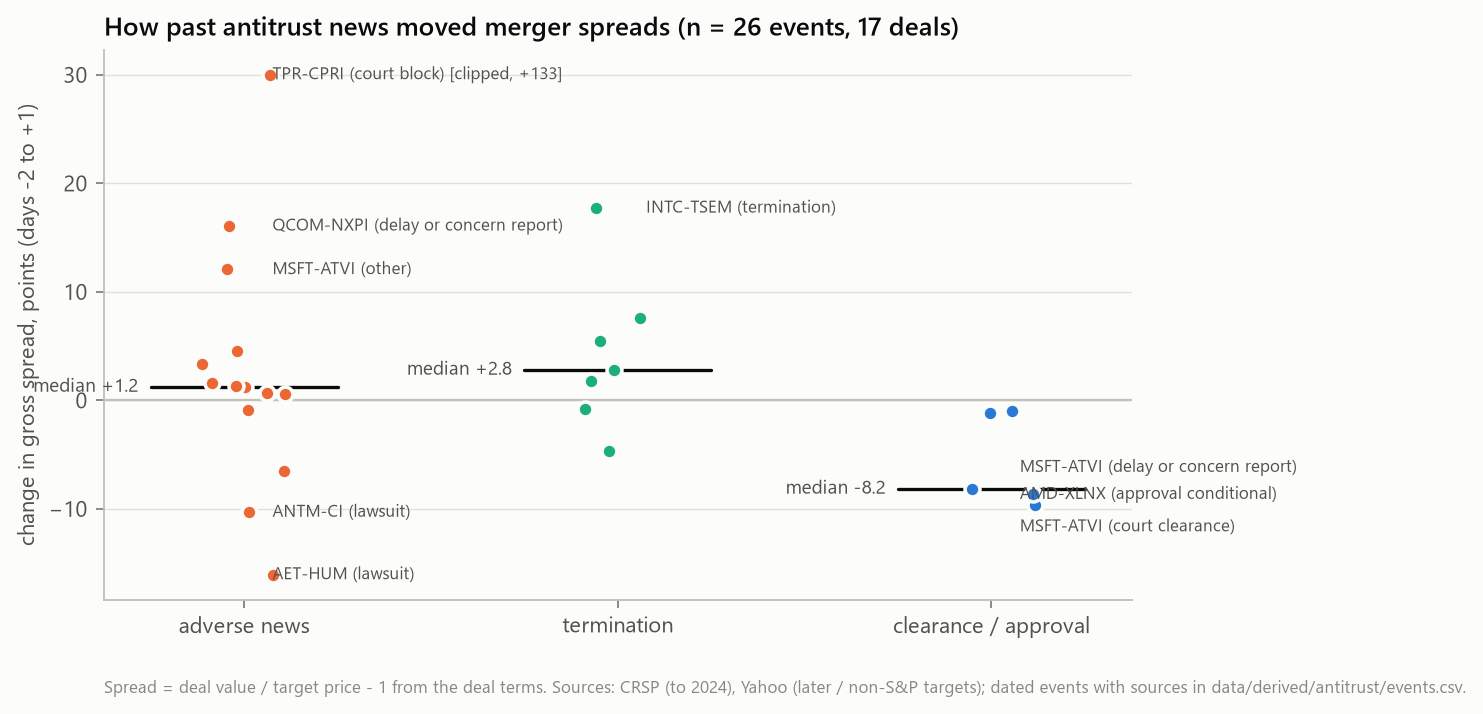 How past antitrust news moved merger spreads (n = 26 events, 17 deals)
change in gross spread, points (days -2 to +1)
30
20
10
0
−10
TPR-CPRI (court block) [clipped, +133]
QCOM-NXPI (delay or concern report)
MSFT-ATVI (other)
median +1.2
ANTM-CI (lawsuit)
AET-HUM (lawsuit)
INTC-TSEM (termination)
median +2.8
MSFT-ATVI (delay or concern report)
median -8.2
AMD-XLNX (approval conditional)
MSFT-ATVI (court clearance)
adverse news
termination
clearance / approval
Spread = deal value / target price - 1 from the deal terms. Sources: CRSP (to 2024), Yahoo (later / non-S&P targets); dated events with sources in data/derived/antitrust/events.csv.